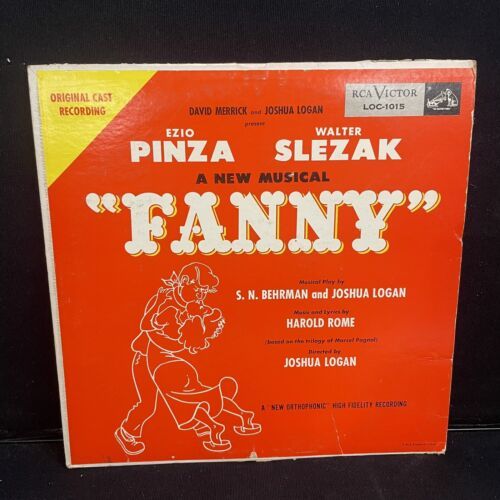 ORIGINAL CAST
RECORDING
RCA VICTOR
LOC-1015
DAVID MERRICK and JOSHUA LOGAN
present
EZIO WALTER
PINZA SLEZAK
A NEW MUSICAL
"FANNY"
Musical Play by
S. N. BEHRMAN and JOSHUA LOGAN
Music and Lyrics by
HAROLD ROME
(based on the trilogy of Marcel Pagnol)
Directed by
JOSHUA LOGAN
A "NEW ORTHOPHONIC" HIGH FIDELITY RECORDING